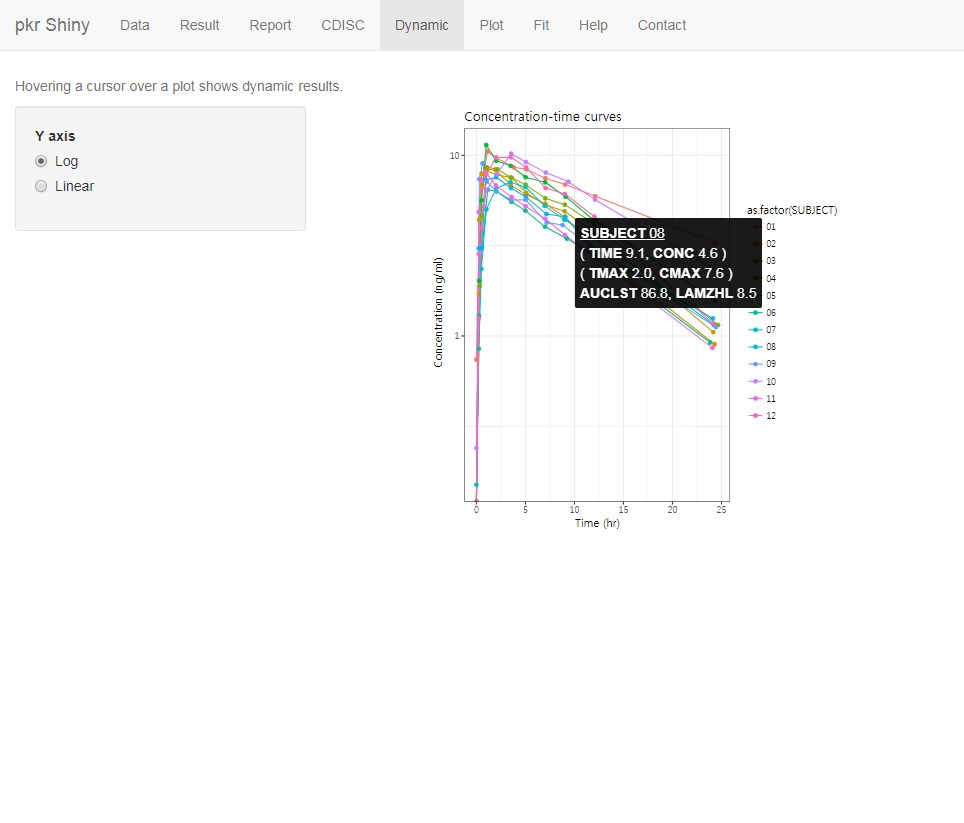 pkr Shiny Data Result Report CDISC Dynamic Plot Fit Help Contact
Hovering a cursor over a plot shows dynamic results.
Y axis
Log
Linear
Concentration-time curves
10
1
Concentration (ng/ml)
0 5 10 15 20 25
Time (hr)
SUBJECT 08
( TIME 9.1, CONC 4.6 )
( TMAX 2.0, CMAX 7.6 )
AUCLST 86.8, LAMZHL 8.5
as.factor(SUBJECT)
01
02
03
04
05
06
07
08
09
10
11
12